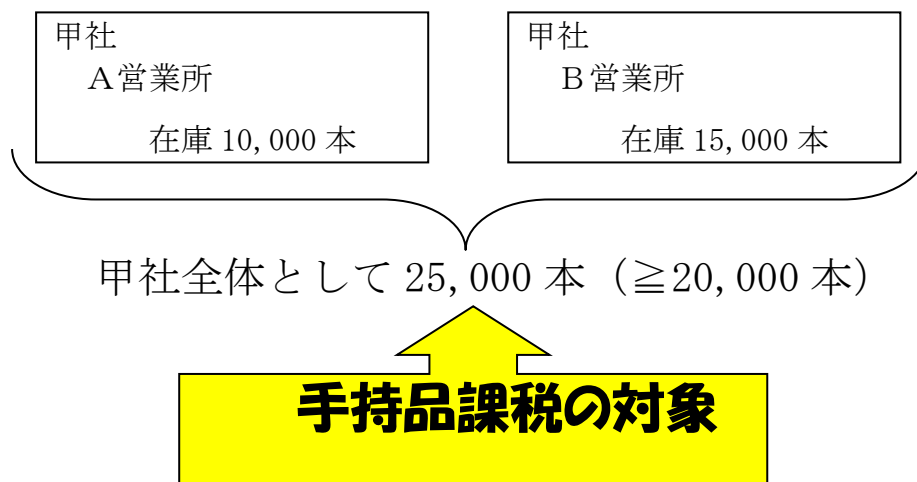 甲社
A営業所
在庫 10,000 本
甲社
B営業所
在庫 15,000 本
甲社全体として 25,000 本（≧20,000 本）
手持品課税の対象